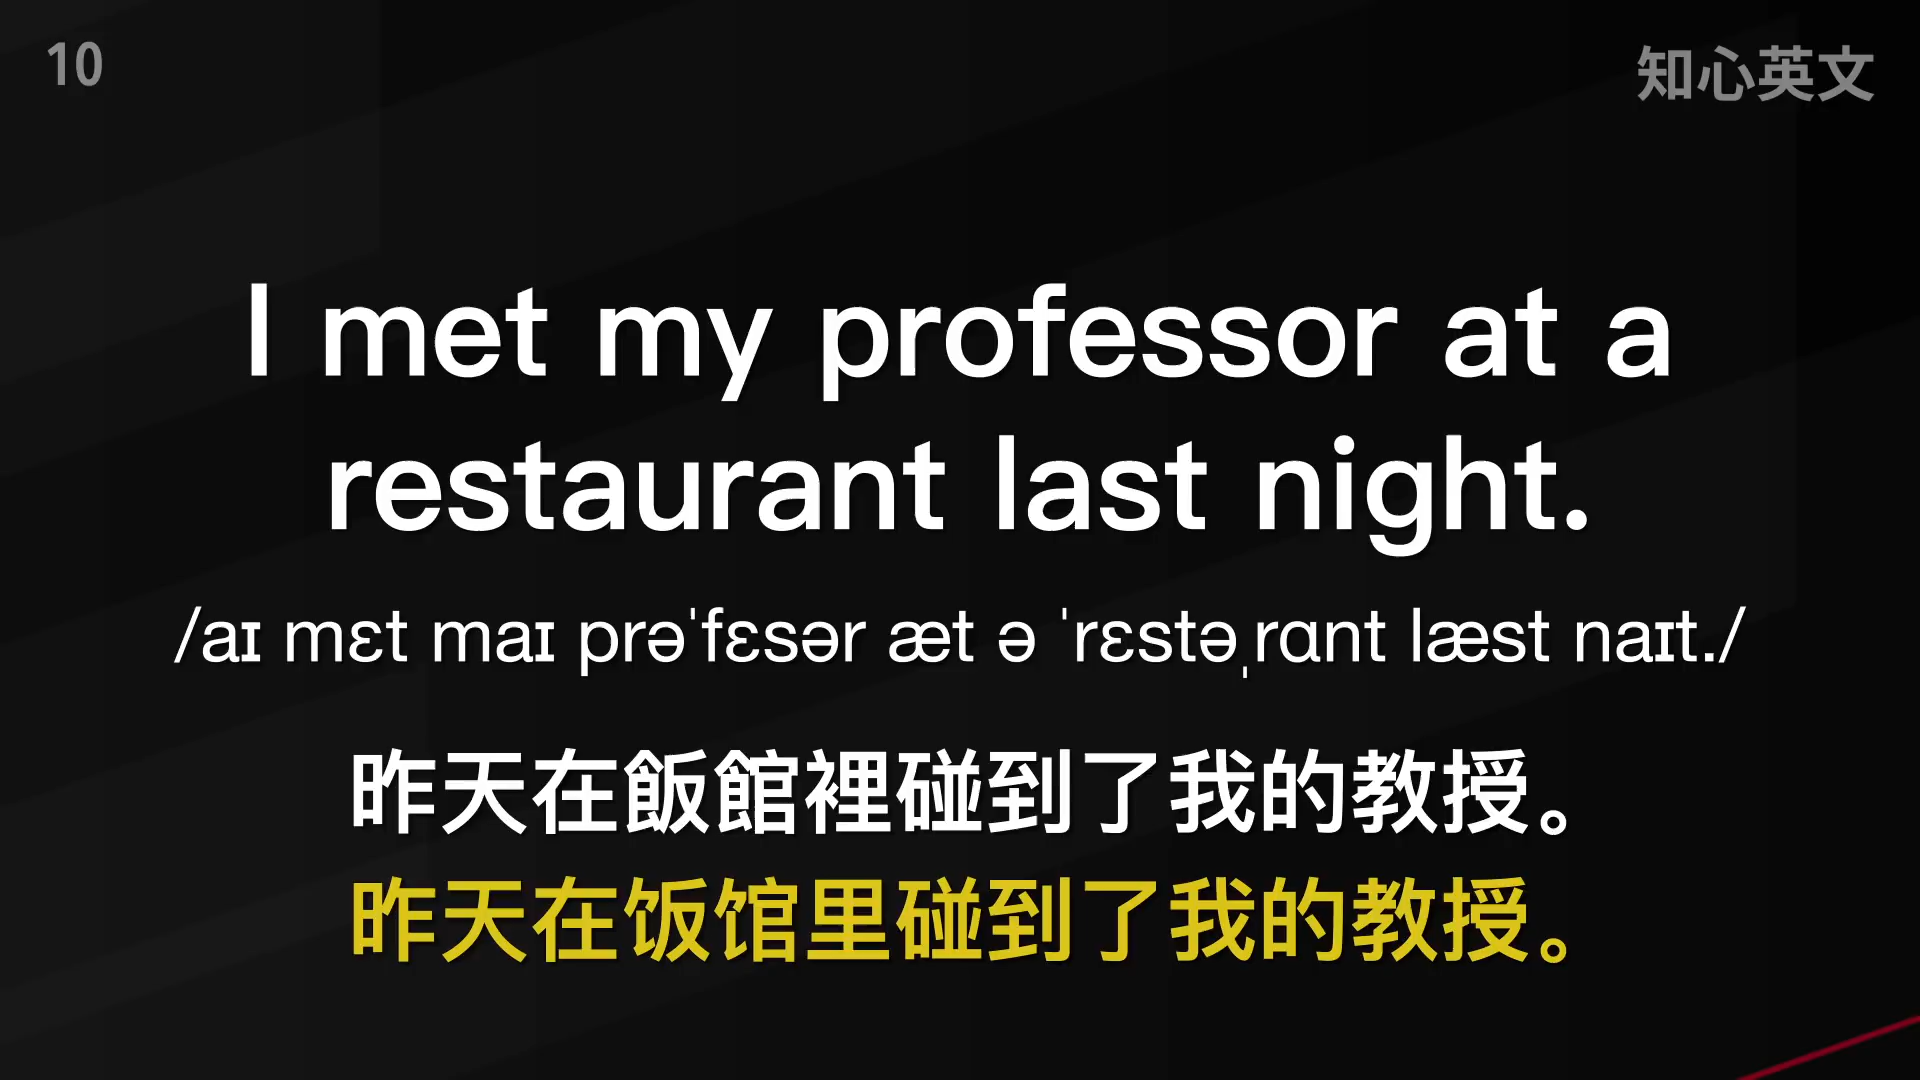 10
知心英文
I met my professor at a
restaurant last night.
/aɪ mɛt maɪ prəˈfɛsər æt ə ˈrɛstəˌrɑnt læst naɪt./
昨天在飯館裡碰到了我的教授。
昨天在饭馆里碰到了我的教授。